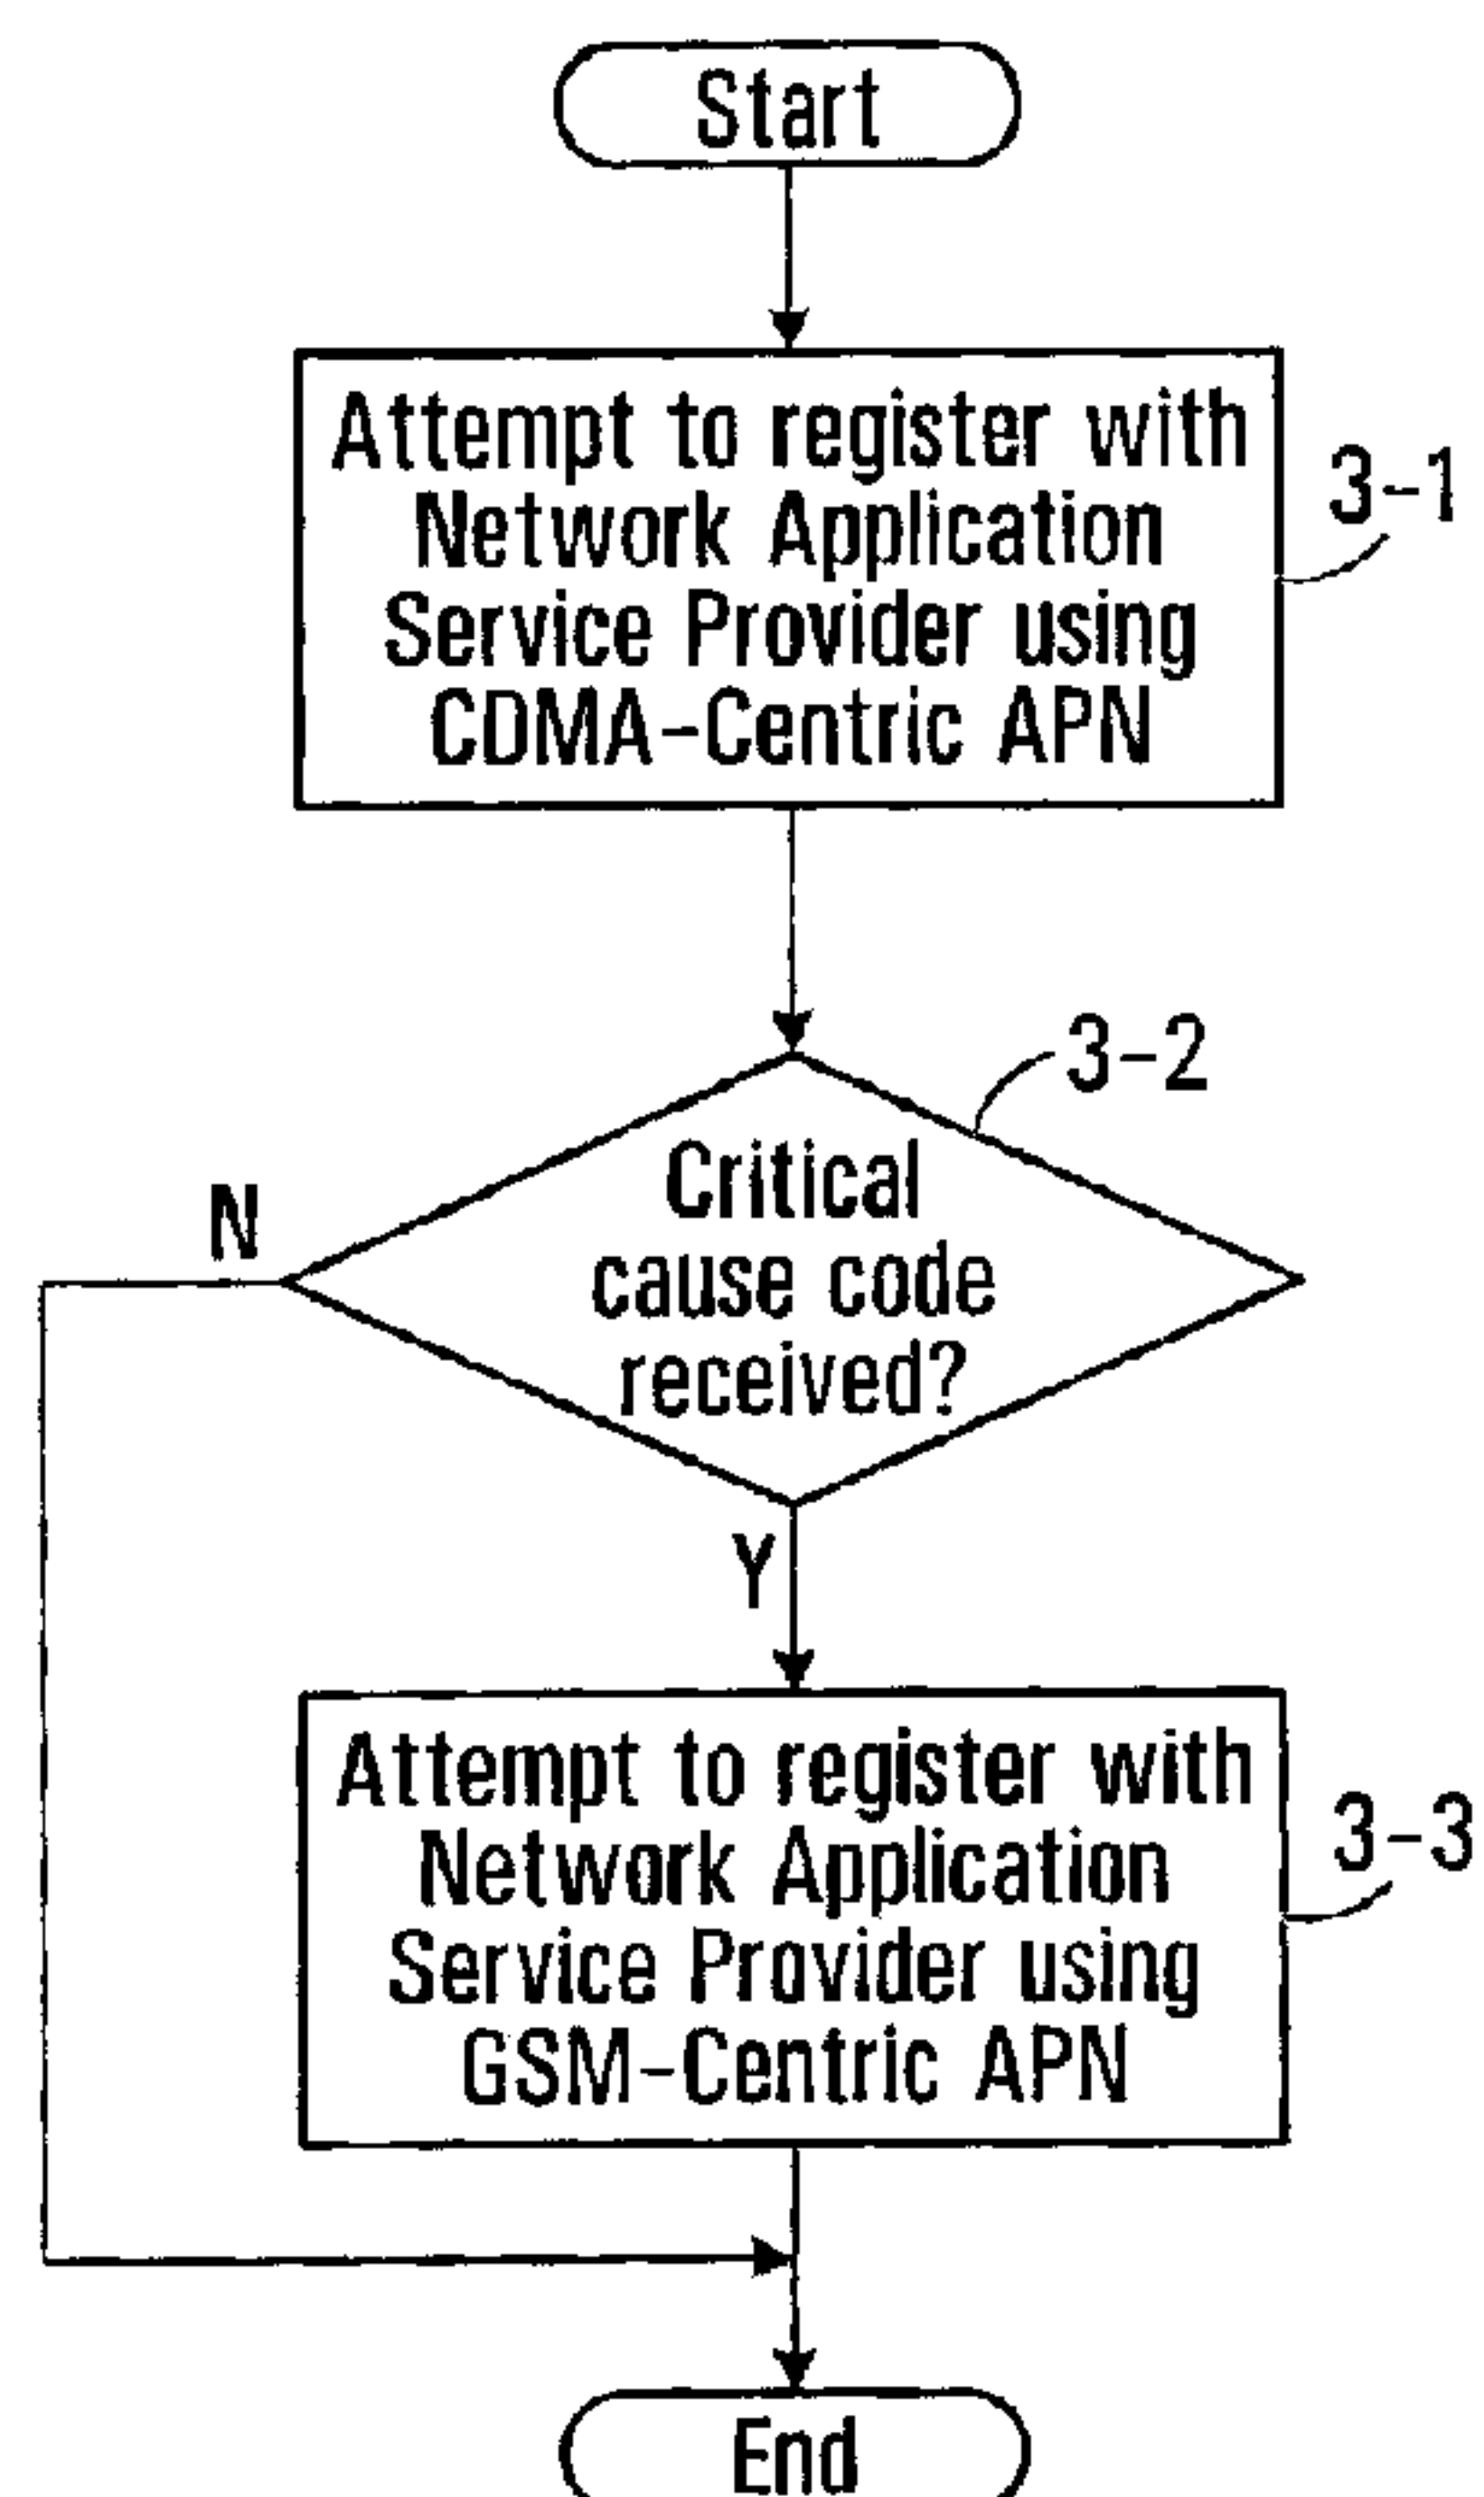 Start
Attempt to register with
Network Application
Service Provider using
CDMA-Centric APN
3-1
3-2
Critical
cause code
received?
N
Y
Attempt to register with
Network Application
Service Provider using
GSM-Centric APN
3-3
End